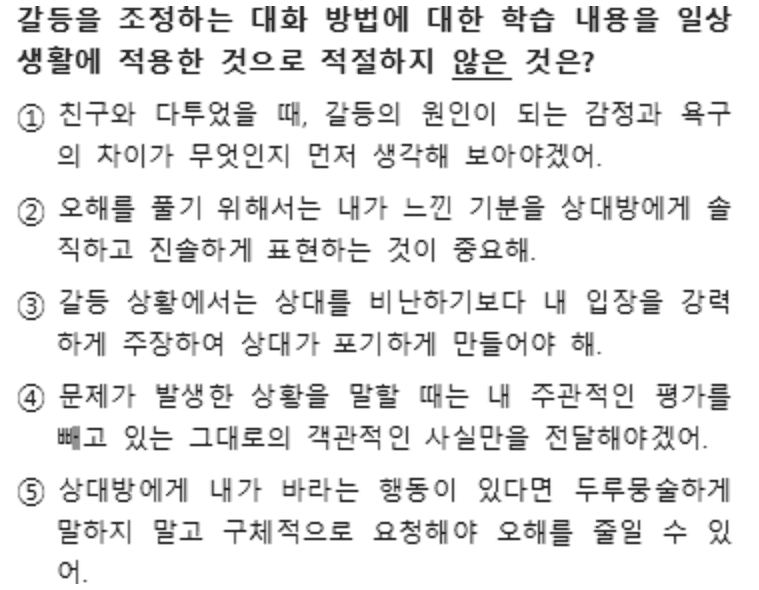 갈등을 조정하는 대화 방법에 대한 학습 내용을 일상
생활에 적용한 것으로 적절하지 않은 것은?
① 친구와 다투었을 때, 갈등의 원인이 되는 감정과 욕구
의 차이가 무엇인지 먼저 생각해 보아야겠어.
② 오해를 풀기 위해서는 내가 느낀 기분을 상대방에게 솔
직하고 진솔하게 표현하는 것이 중요해.
③ 갈등 상황에서는 상대를 비난하기보다 내 입장을 강력
하게 주장하여 상대가 포기하게 만들어야 해.
④ 문제가 발생한 상황을 말할 때는 내 주관적인 평가를
빼고 있는 그대로의 객관적인 사실만을 전달해야겠어.
⑤ 상대방에게 내가 바라는 행동이 있다면 두루뭉술하게
말하지 말고 구체적으로 요청해야 오해를 줄일 수 있
어.